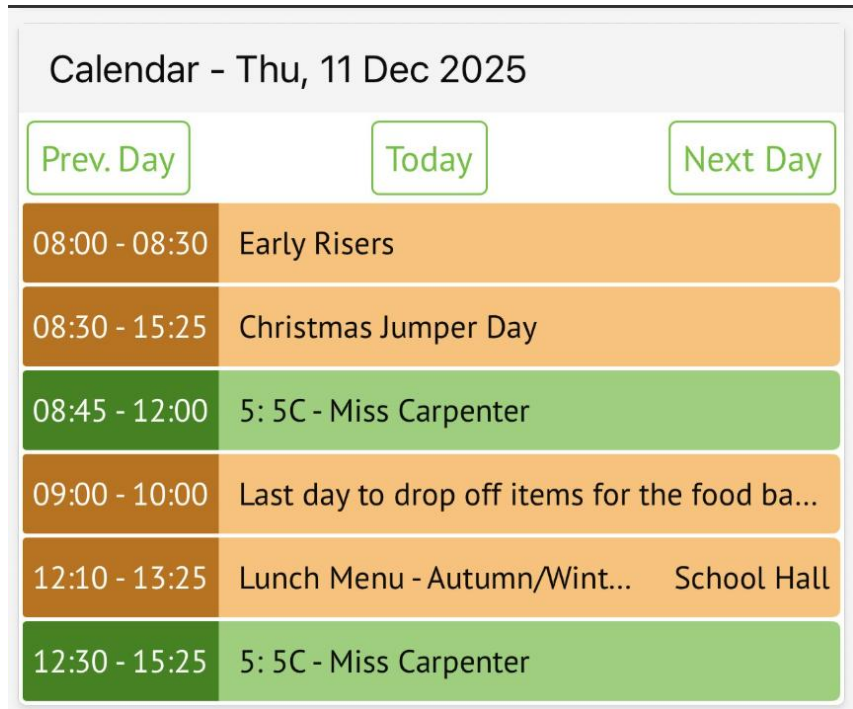 Calendar - Thu, 11 Dec 2025
Prev. Day Today Next Day
08:00 - 08:30 Early Risers
08:30 - 15:25 Christmas Jumper Day
08:45 - 12:00 5: 5C - Miss Carpenter
09:00 - 10:00 Last day to drop off items for the food ba...
12:10 - 13:25 Lunch Menu - Autumn/Wint... School Hall
12:30 - 15:25 5: 5C - Miss Carpenter